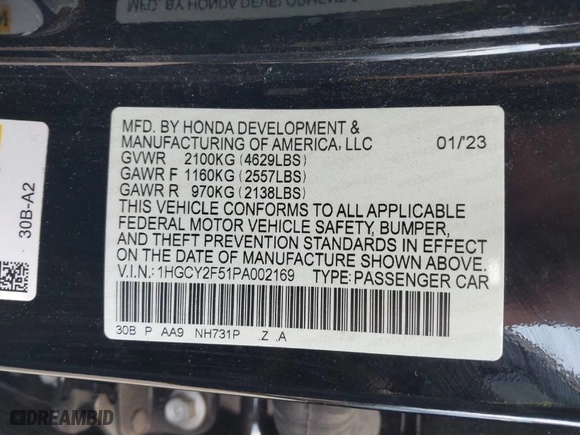 MFD. BY HONDA DEVELOPMENT &
MANUFACTURING OF AMERICA, LLC 01/'23
GVWR 2100KG (4629LBS)
GAWR F 1160KG (2557LBS)
GAWR R 970KG (2138LBS)
THIS VEHICLE CONFORMS TO ALL APPLICABLE
FEDERAL MOTOR VEHICLE SAFETY, BUMPER,
AND THEFT PREVENTION STANDARDS IN EFFECT
ON THE DATE OF MANUFACTURE SHOWN ABOVE.
V.I.N.: 1HGCY2F51PA002169 TYPE: PASSENGER CAR
30B P AA9 NH731P .Z .A
30B-A2
DREAMBID